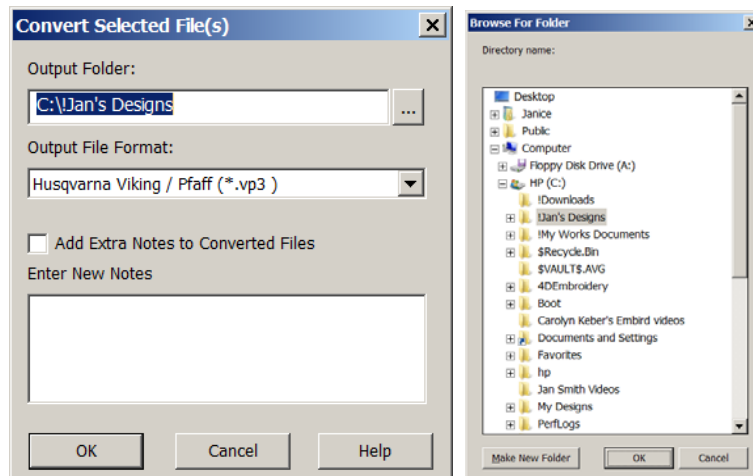 Convert Selected File(s)
Output Folder:
C:\!Jan's Designs
...
Output File Format:
Husqvarna Viking / Pfaff (*.vp3 )
Add Extra Notes to Converted Files
Enter New Notes
OK Cancel Help
Browse For Folder
Directory name:
Desktop
Janice
Public
Computer
Floppy Disk Drive (A:)
HP (C:)
!Downloads
!Jan's Designs
!My Works Documents
$Recycle.Bin
$VAULT$.AVG
4DEmbroidery
Boot
Carolyn Keber's Embird videos
Documents and Settings
Favorites
hp
Jan Smith Videos
My Designs
PerfLogs
Make New Folder OK Cancel